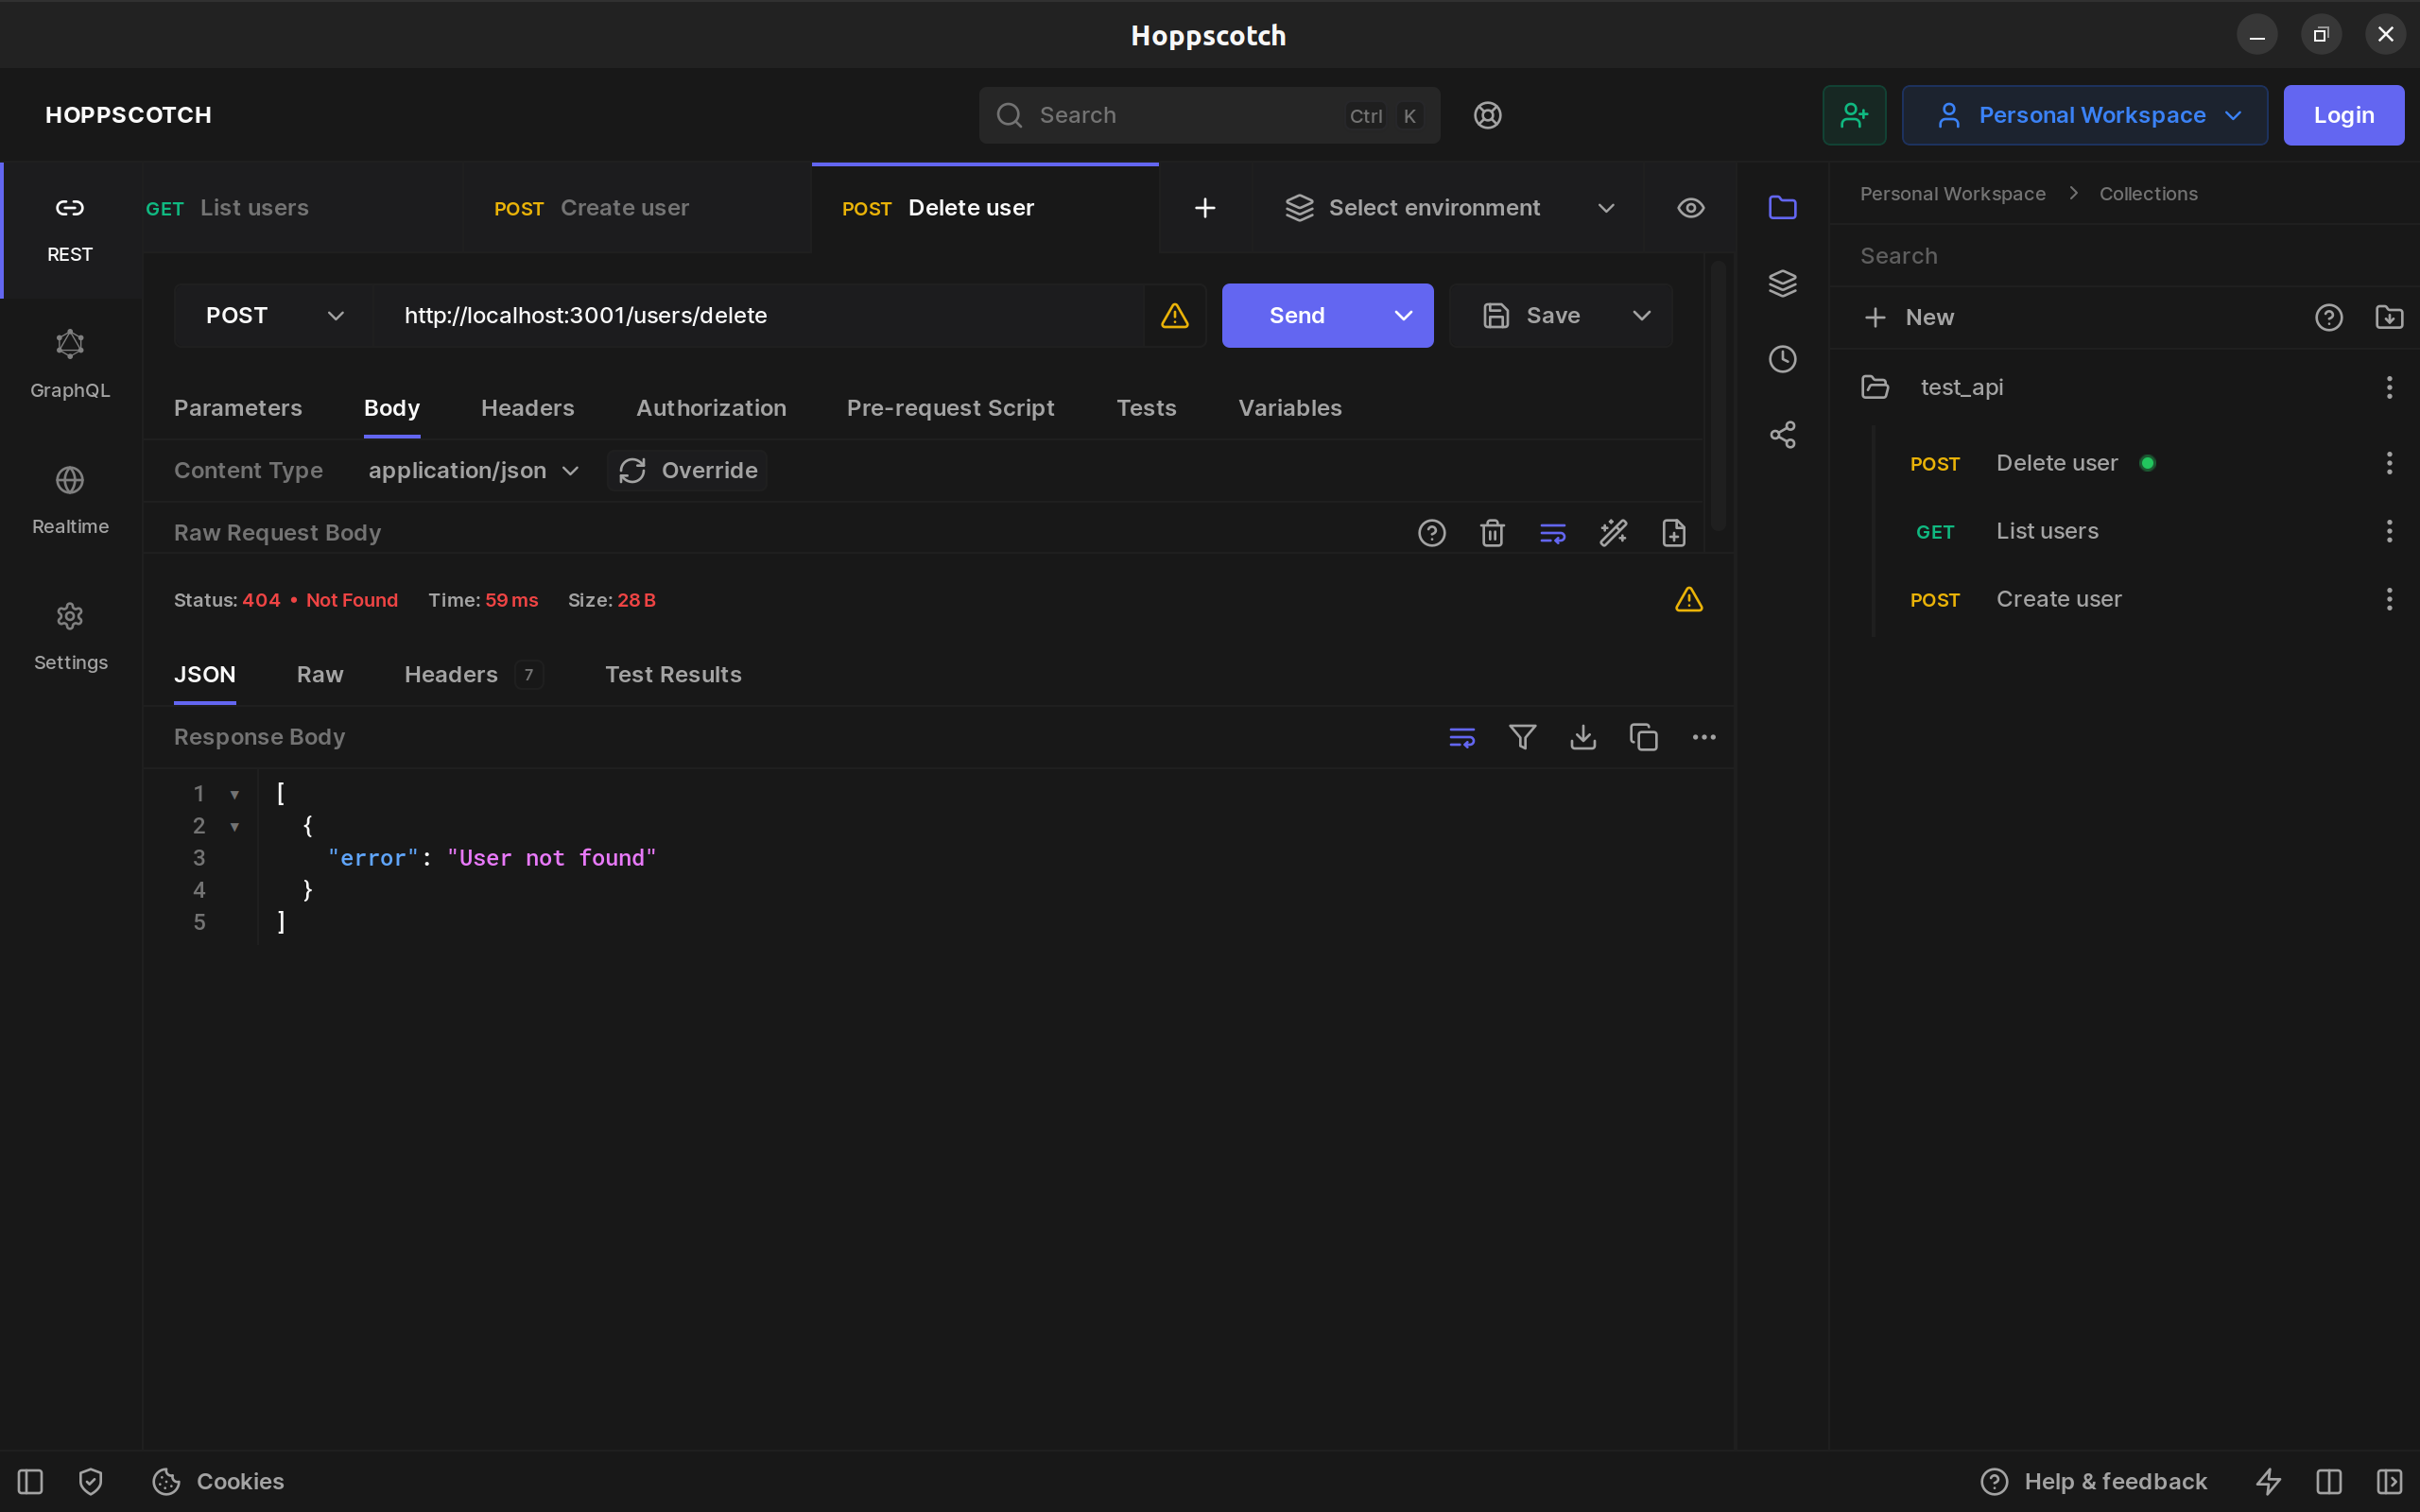 Hoppscotch
HOPPSCOTCH
Search
Ctrl K
Personal Workspace
Login
REST
GraphQL
Realtime
Settings
GET List users
POST Create user
POST Delete user
Select environment
POST
http://localhost:3001/users/delete
Send
Save
Parameters
Body
Headers
Authorization
Pre-request Script
Tests
Variables
Content Type
application/json
Override
Raw Request Body
Status: 404 • Not Found Time: 59 ms Size: 28 B
JSON
Raw
Headers 7
Test Results
Response Body
1 [
2 {
3 "error": "User not found"
4 }
5 ]
Personal Workspace > Collections
Search
New
test_api
POST Delete user
GET List users
POST Create user
Cookies
Help & feedback